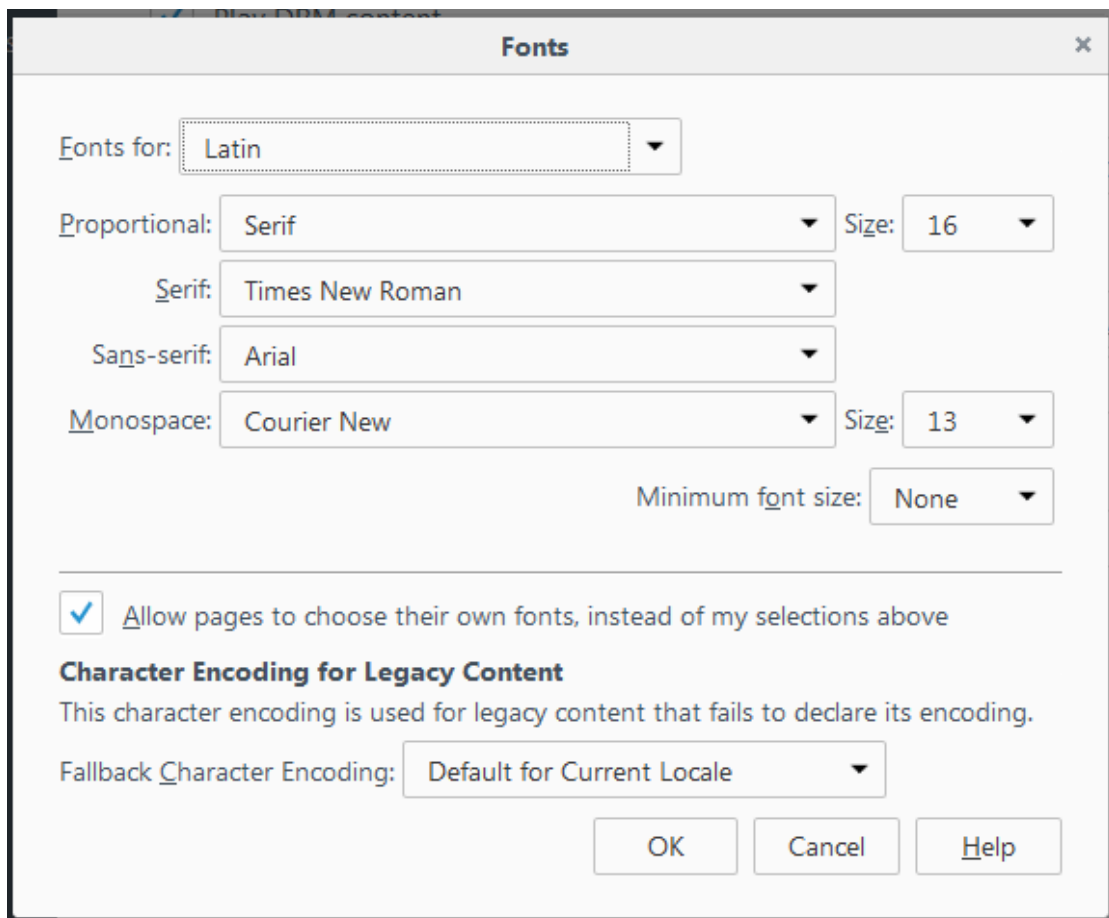 Play DRM content
Fonts
Fonts for: Latin
Proportional: Serif Size: 16
Serif: Times New Roman
Sans-serif: Arial
Monospace: Courier New Size: 13
Minimum font size: None
Allow pages to choose their own fonts, instead of my selections above
Character Encoding for Legacy Content
This character encoding is used for legacy content that fails to declare its encoding.
Fallback Character Encoding: Default for Current Locale
OK Cancel Help